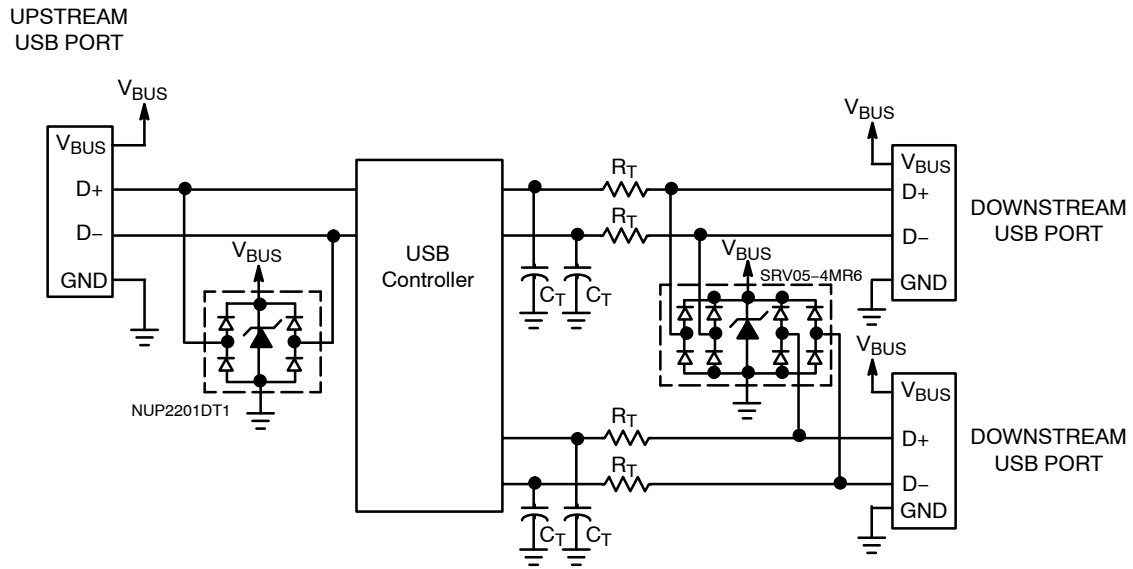 UPSTREAM
USB PORT
VBUS
VBUS
D+
D−
GND
VBUS
NUP2201DT1
USB
Controller
RT
RT
CT
CT
VBUS
SRV05−4MR6
VBUS
VBUS
D+
D−
GND
DOWNSTREAM
USB PORT
RT
RT
CT
CT
VBUS
VBUS
D+
D−
GND
DOWNSTREAM
USB PORT